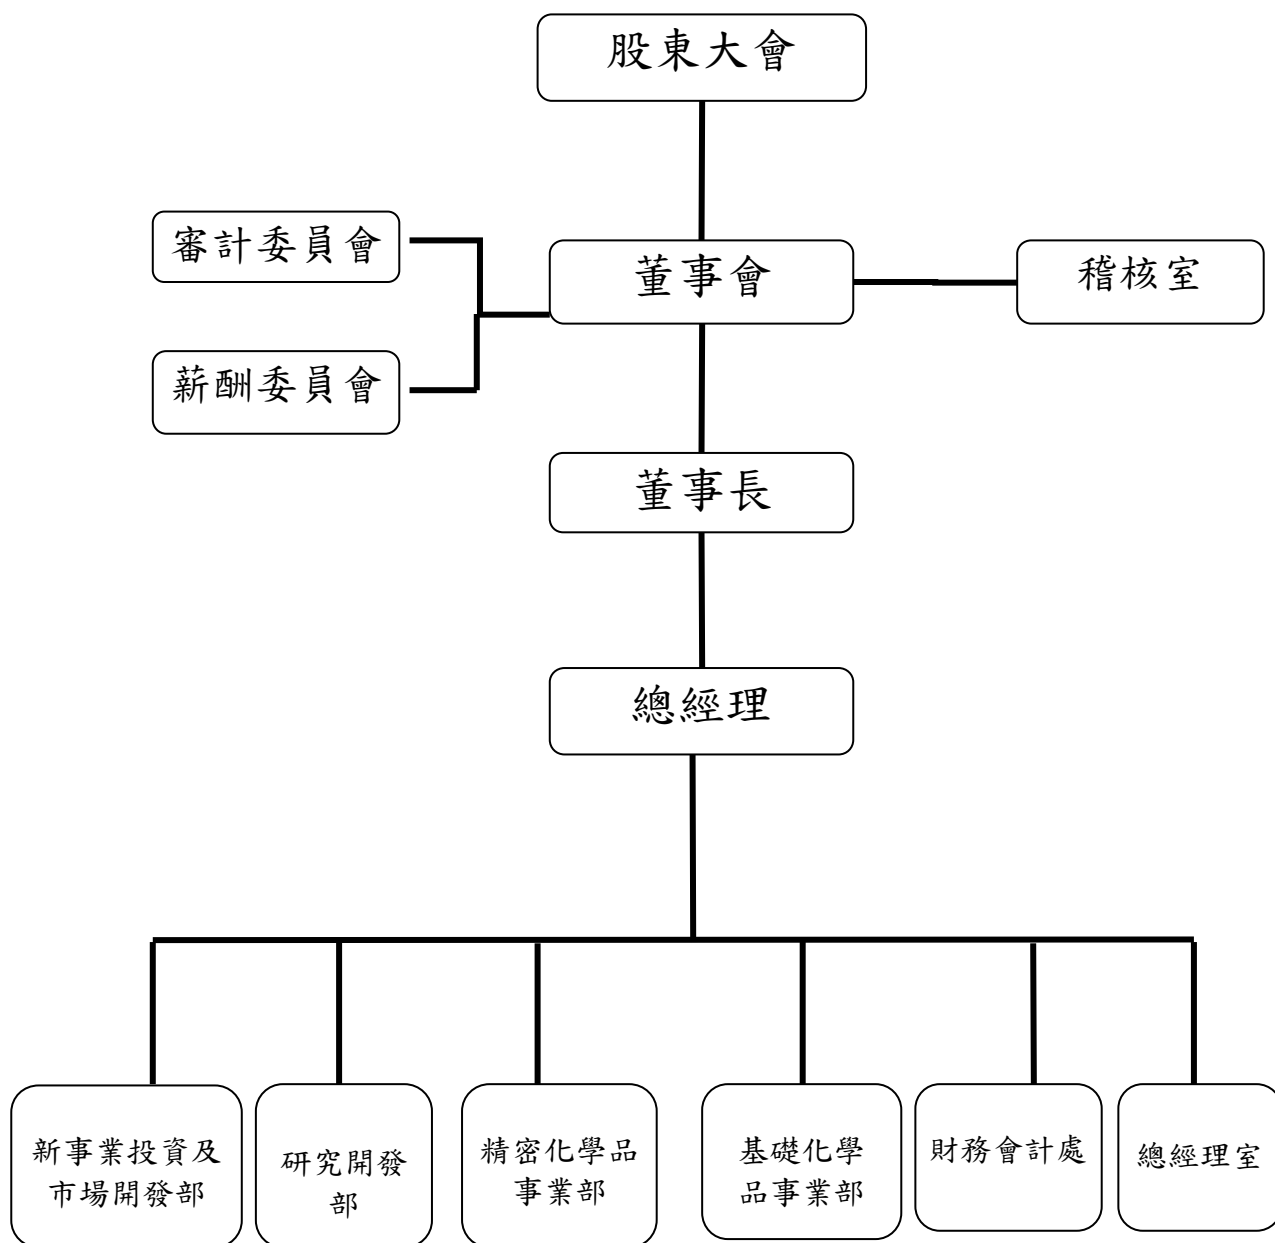 股東大會
審計委員會
董事會
稽核室
薪酬委員會
董事長
總經理
新事業投資及
市場開發部
研究開發
部
精密化學品
事業部
基礎化學
品事業部
財務會計處
總經理室